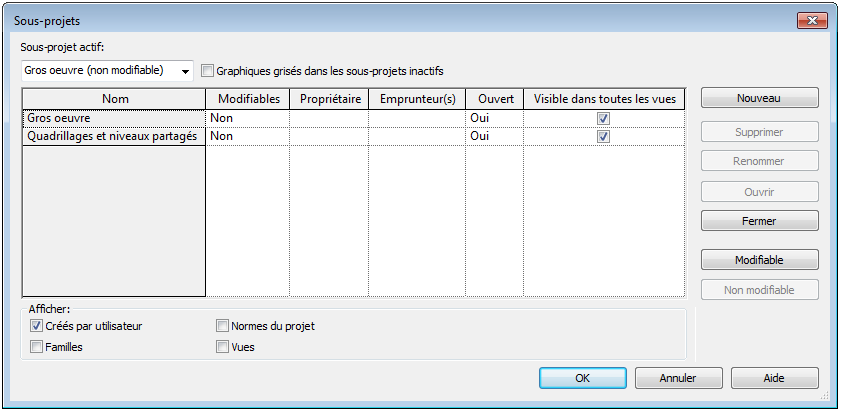 Sous-projets
Sous-projet actif:
Gros oeuvre (non modifiable)
Graphiques grisés dans les sous-projets inactifs
Nom Modifiables Propriétaire Emprunteur(s) Ouvert Visible dans toutes les vues
Gros oeuvre Non Oui
Quadrillages et niveaux partagés Non Oui
Nouveau
Supprimer
Renommer
Ouvrir
Fermer
Modifiable
Non modifiable
Afficher:
Créés par utilisateur Normes du projet
Familles Vues
OK Annuler Aide